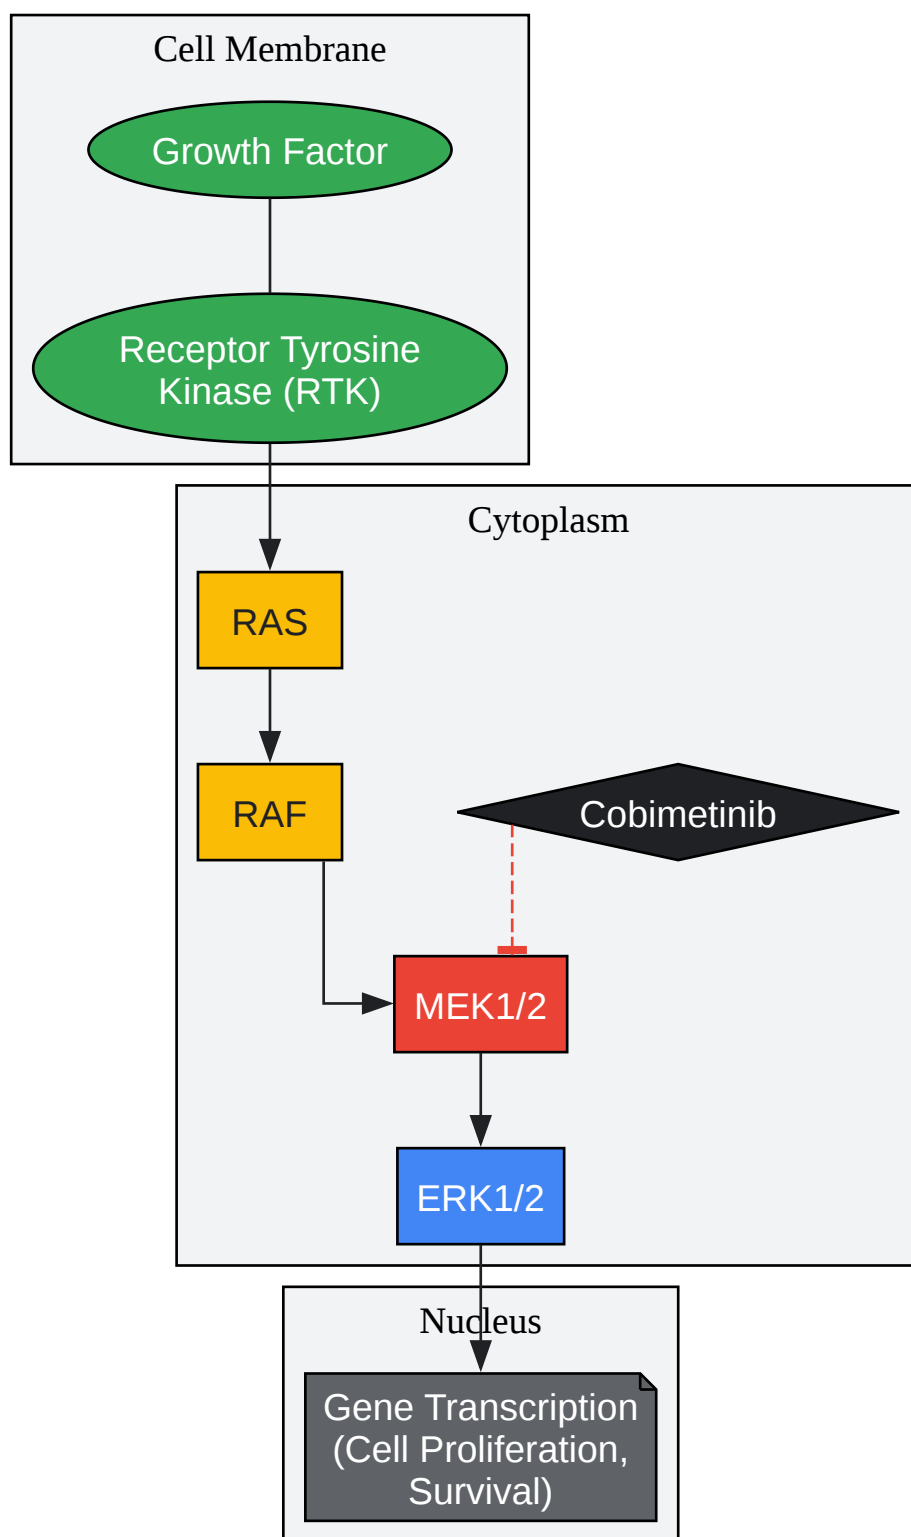 Cell Membrane
Growth Factor
Receptor Tyrosine
Kinase (RTK)
Cytoplasm
RAS
RAF
Cobimetinib
MEK1/2
ERK1/2
Nucleus
Gene Transcription
(Cell Proliferation,
Survival)